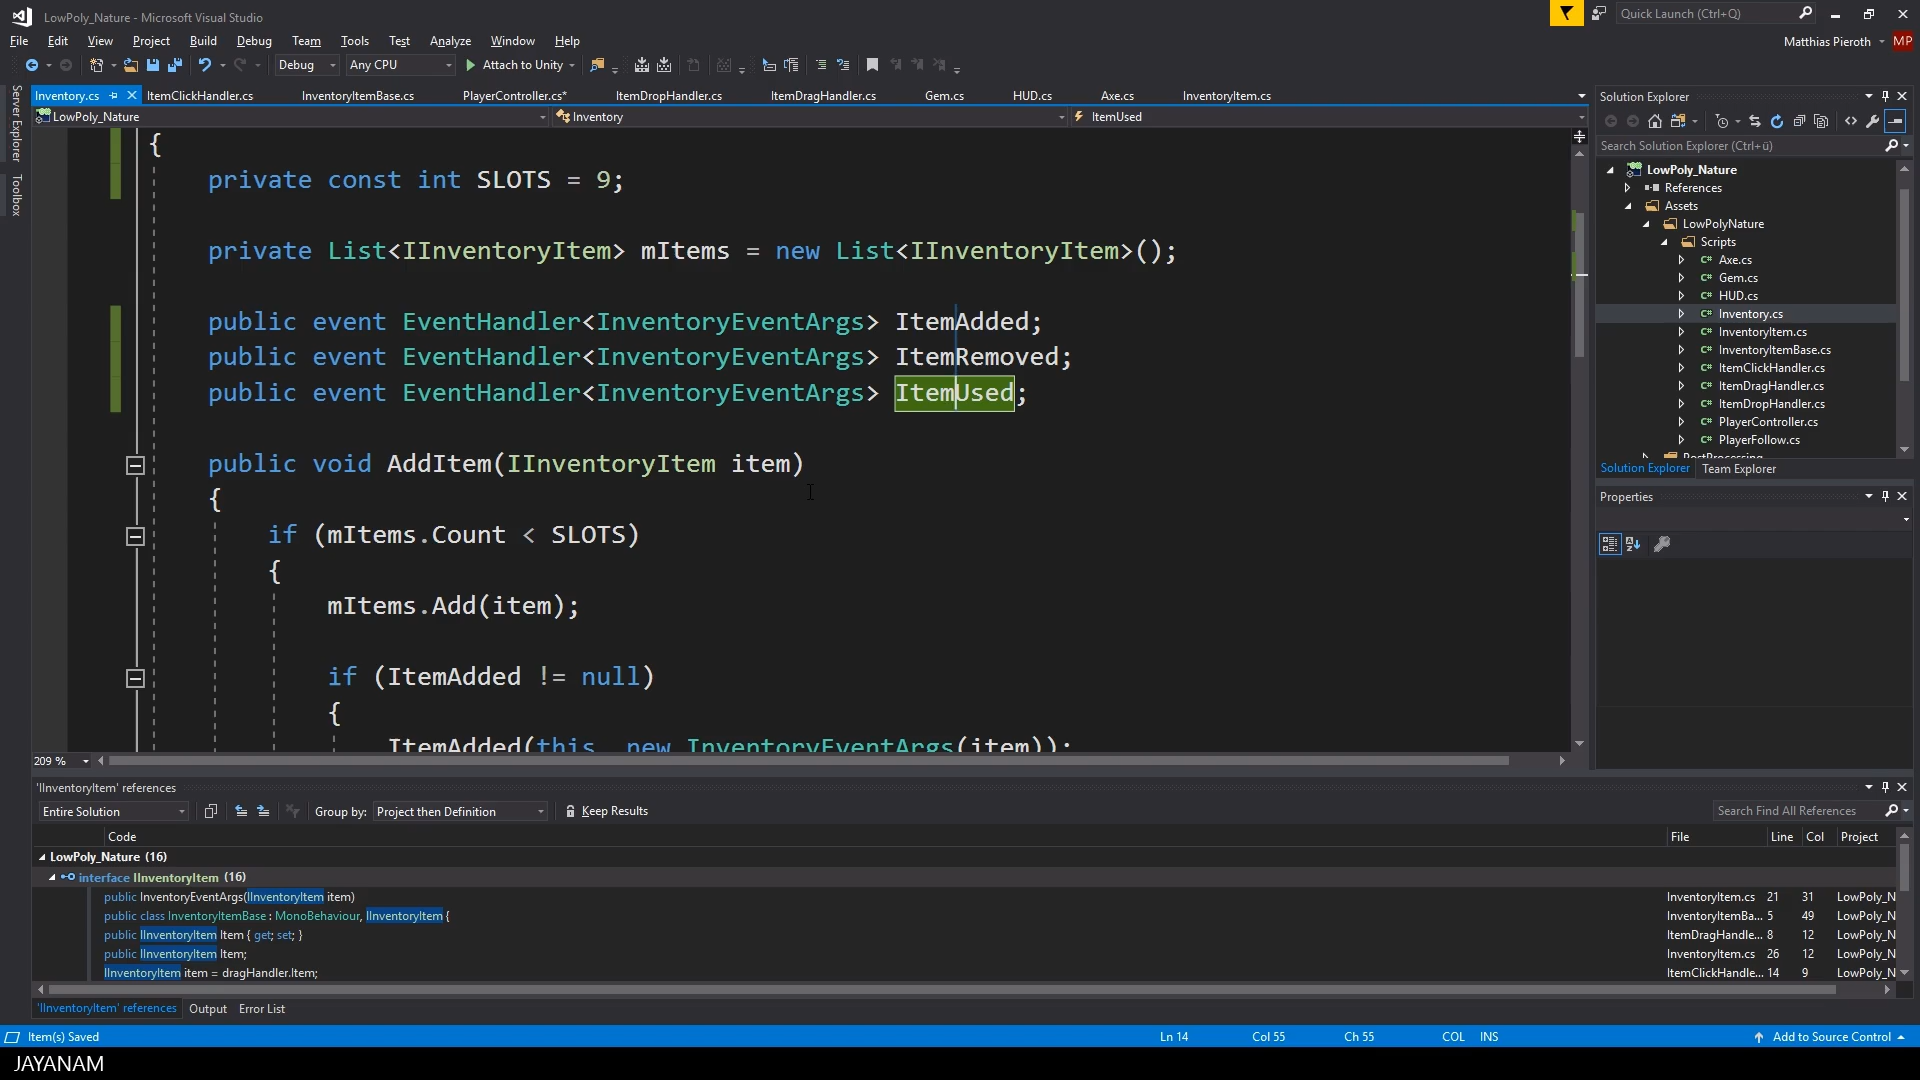 LowPoly_Nature - Microsoft Visual Studio
Quick Launch (Ctrl+Q)
File Edit View Project Build Debug Team Tools Test Analyze Window Help
Matthias Pieroth MP
Debug Any CPU Attach to Unity
Server Explorer
Toolbox
Inventory.cs ItemClickHandler.cs InventoryItemBase.cs PlayerController.cs* ItemDropHandler.cs ItemDragHandler.cs Gem.cs HUD.cs Axe.cs InventoryItem.cs
LowPoly_Nature Inventory ItemUsed
{
private const int SLOTS = 9;
private List<IInventoryItem> mItems = new List<IInventoryItem>();
public event EventHandler<InventoryEventArgs> ItemAdded;
public event EventHandler<InventoryEventArgs> ItemRemoved;
public event EventHandler<InventoryEventArgs> ItemUsed;
public void AddItem(IInventoryItem item)
{
if (mItems.Count < SLOTS)
{
mItems.Add(item);
if (ItemAdded != null)
{
ItemAdded(this, new InventoryEventArgs(item));
209 %
Solution Explorer
Search Solution Explorer (Ctrl+ü)
LowPoly_Nature
References
Assets
LowPolyNature
Scripts
C# Axe.cs
C# Gem.cs
C# HUD.cs
C# Inventory.cs
C# InventoryItem.cs
C# InventoryItemBase.cs
C# ItemClickHandler.cs
C# ItemDragHandler.cs
C# ItemDropHandler.cs
C# PlayerController.cs
C# PlayerFollow.cs
PostProcessing
Solution Explorer Team Explorer
Properties
'IInventoryItem' references
Entire Solution Group by: Project then Definition Keep Results Search Find All References
Code File Line Col Project
LowPoly_Nature (16)
interface IInventoryItem (16)
public InventoryEventArgs(IInventoryItem item) InventoryItem.cs 21 31 LowPoly_N
public class InventoryItemBase : MonoBehaviour, IInventoryItem { InventoryItemBa... 5 49 LowPoly_N
public IInventoryItem Item { get; set; } ItemDragHandle... 8 12 LowPoly_N
public IInventoryItem Item; InventoryItem.cs 26 12 LowPoly_N
IInventoryItem item = dragHandler.Item; ItemClickHandle... 14 9 LowPoly_N
'IInventoryItem' references Output Error List
Item(s) Saved Ln 14 Col 55 Ch 55 COL INS Add to Source Control
JAYANAM